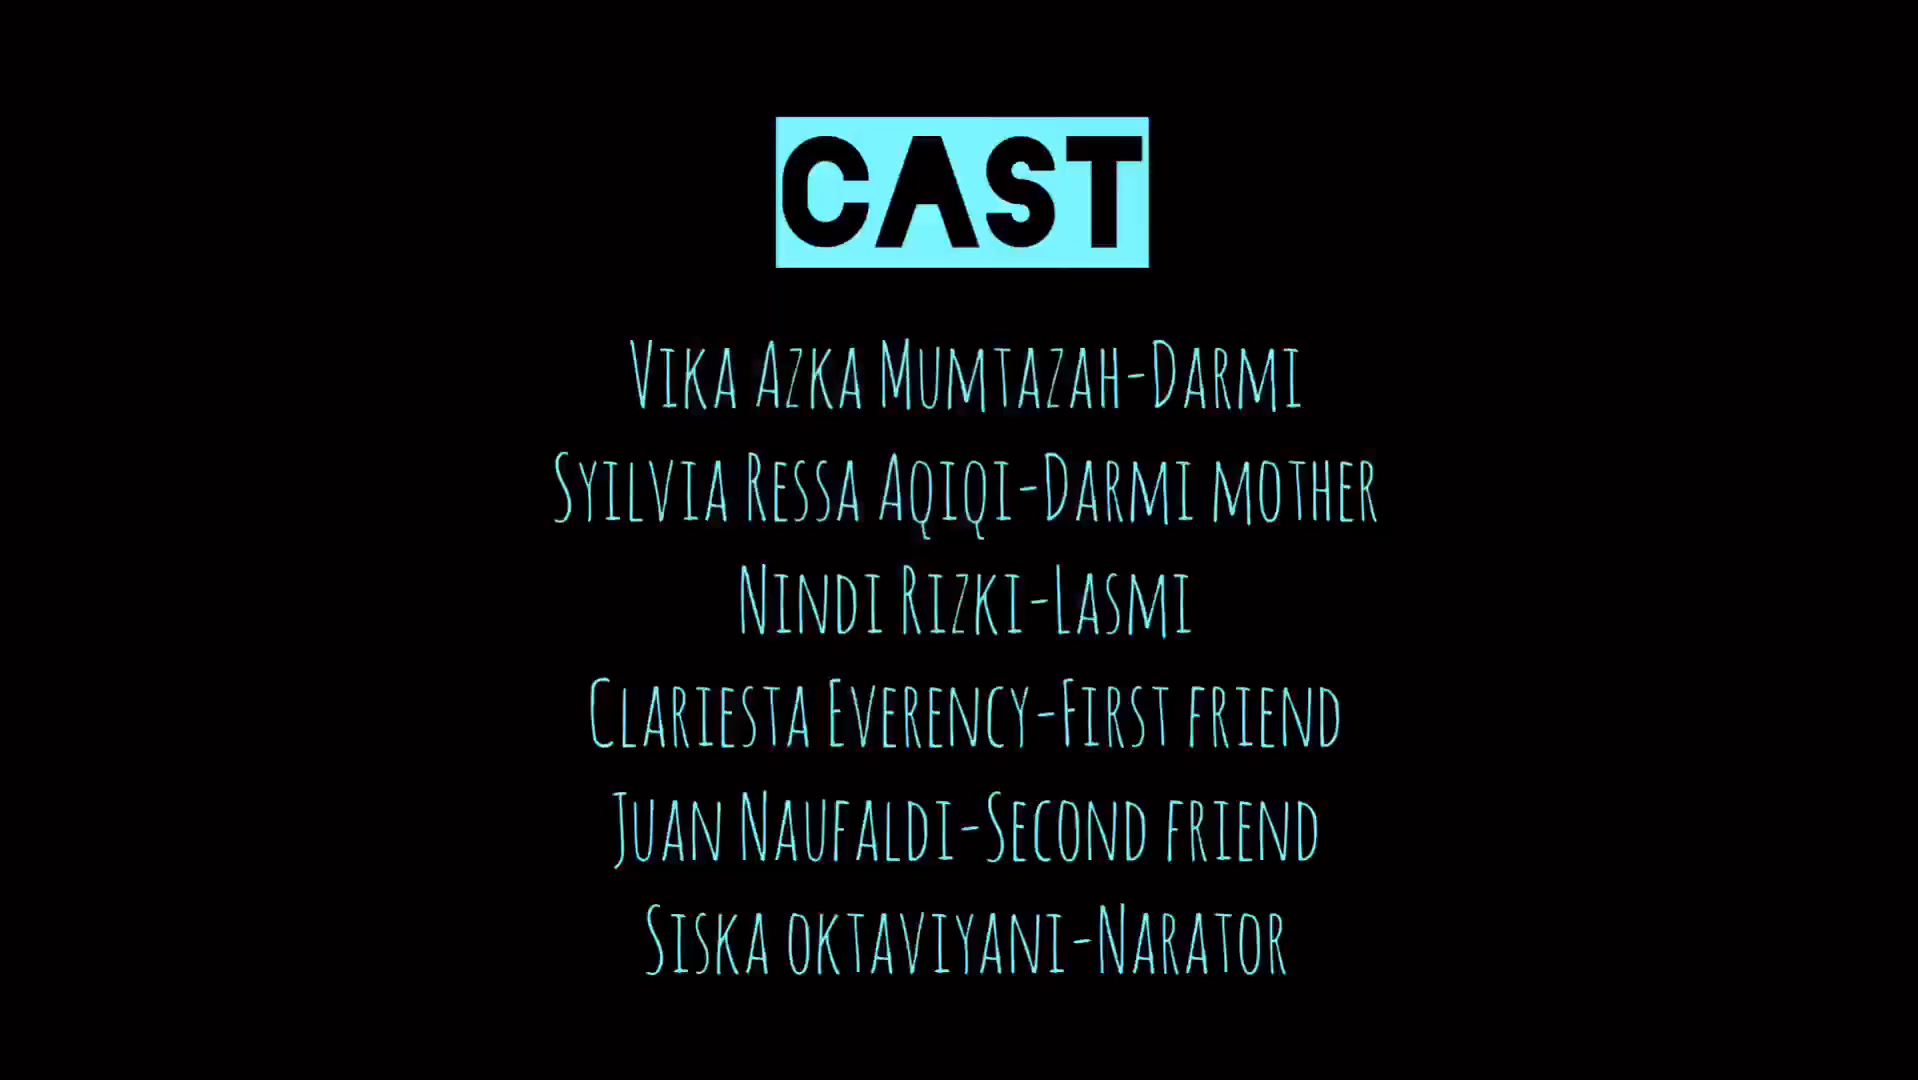 CAST
Vika Azka Mumtazah-Darmi
Syilvia Ressa Aqiqi-Darmi mother
Nindi Rizki-Lasmi
Clariesta Everency-First friend
Juan Naufaldi-Second friend
Siska oktaviyani-Narator